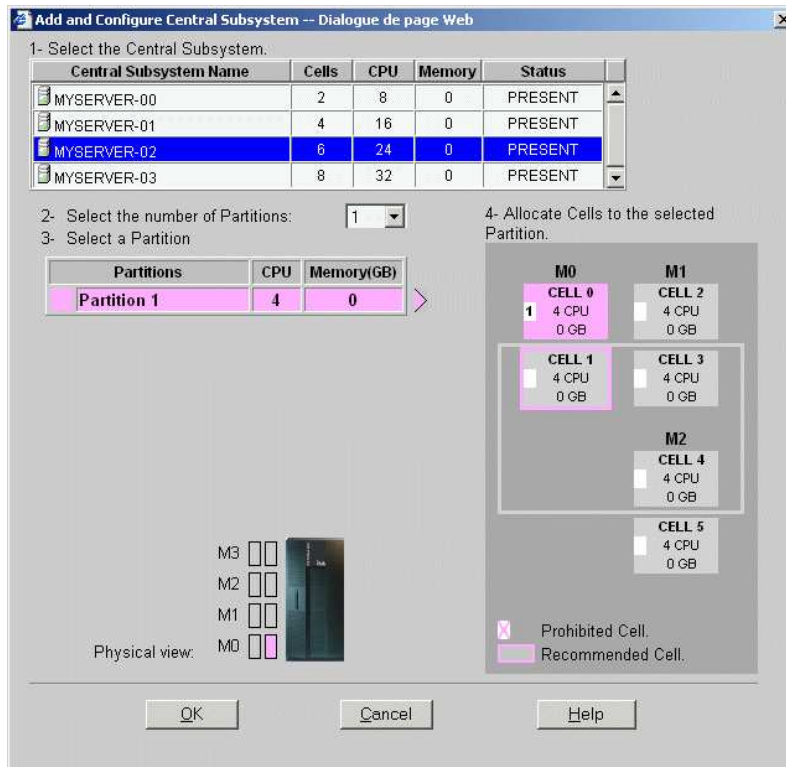 Add and Configure Central Subsystem -- Dialogue de page Web
1- Select the Central Subsystem.
Central Subsystem Name Cells CPU Memory Status
MYSERVER-00 2 8 0 PRESENT
MYSERVER-01 4 16 0 PRESENT
MYSERVER-02 6 24 0 PRESENT
MYSERVER-03 8 32 0 PRESENT
2- Select the number of Partitions: 1
3- Select a Partition
Partitions CPU Memory(GB)
Partition 1 4 0
4- Allocate Cells to the selected
Partition.
M0 M1
CELL 0 CELL 2
1 4 CPU 4 CPU
0 GB 0 GB
CELL 1 CELL 3
4 CPU 4 CPU
0 GB 0 GB
M2
CELL 4
4 CPU
0 GB
CELL 5
4 CPU
0 GB
M3
M2
M1
Physical view: M0
X Prohibited Cell.
Recommended Cell.
OK Cancel Help